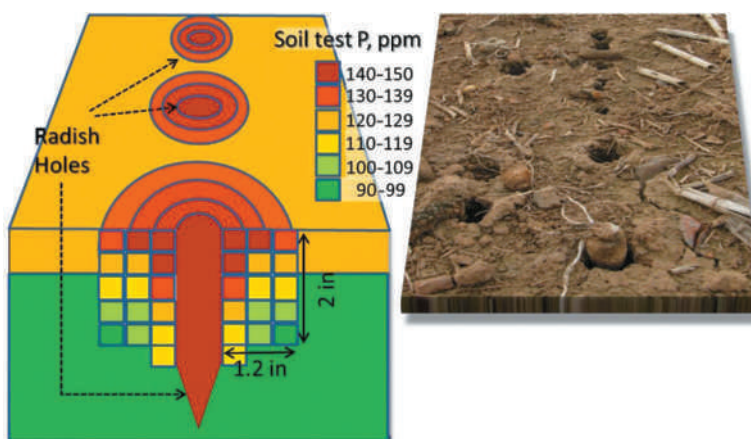 Soil test P, ppm
140-150
130-139
120-129
110-119
100-109
90-99
Radish
Holes
2 in
1.2 in